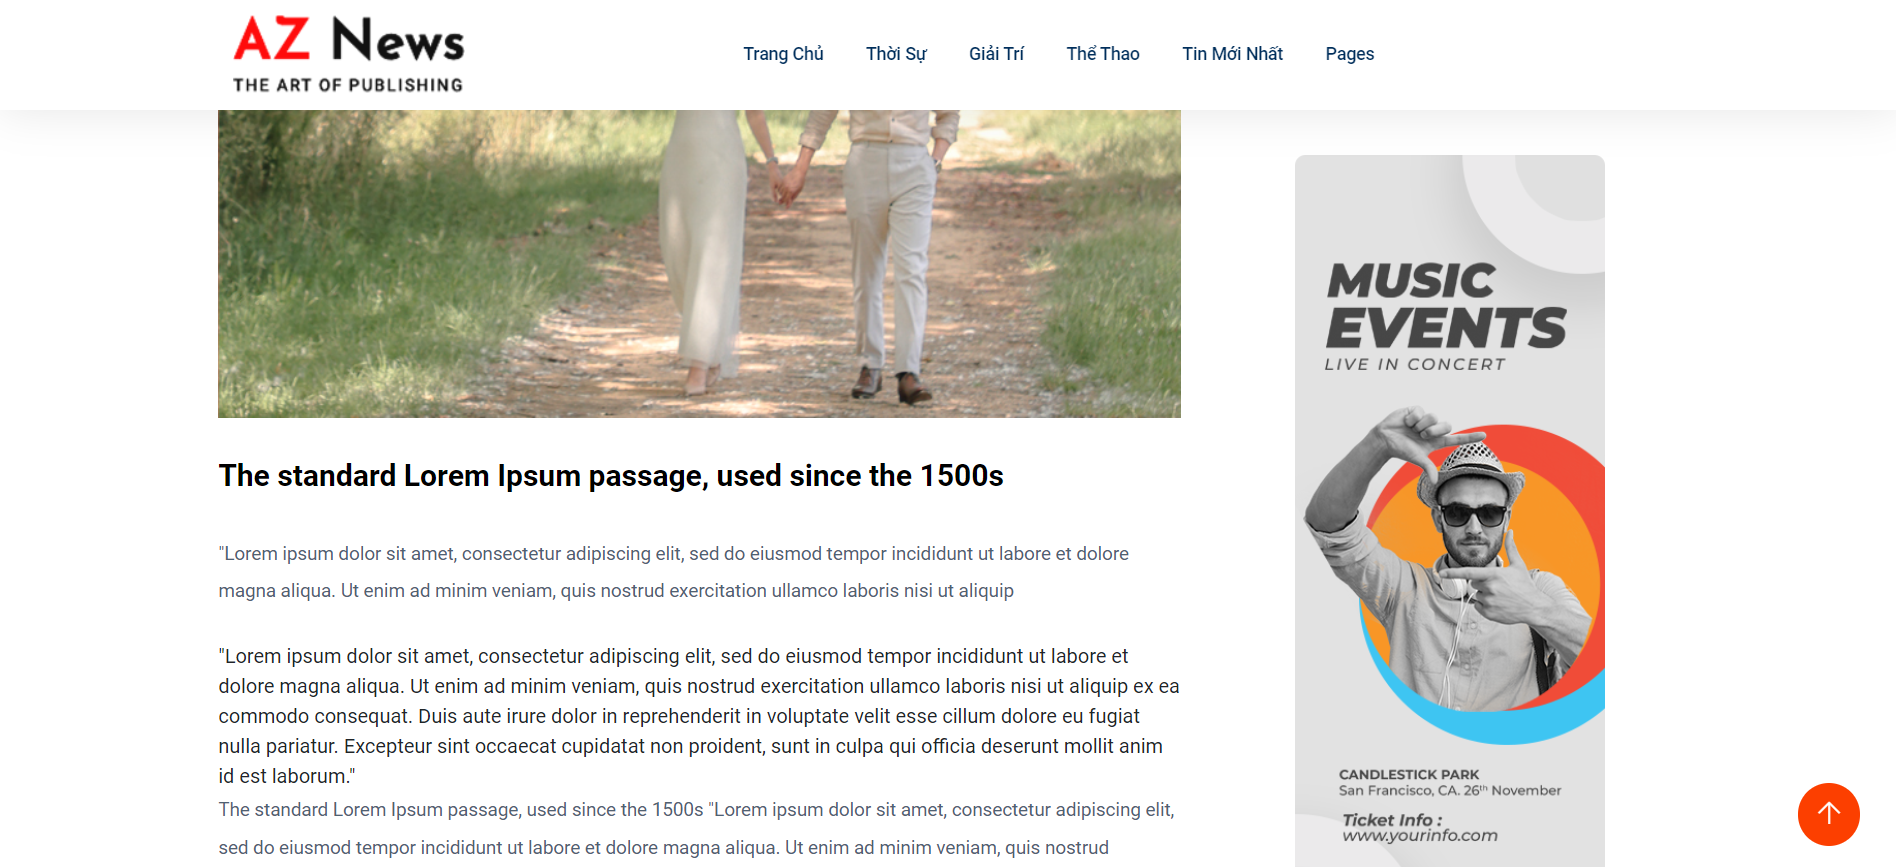 AZ News
THE ART OF PUBLISHING
Trang Chủ
Thời Sự
Giải Trí
Thể Thao
Tin Mới Nhất
Pages
The standard Lorem Ipsum passage, used since the 1500s
"Lorem ipsum dolor sit amet, consectetur adipiscing elit, sed do eiusmod tempor incididunt ut labore et dolore
magna aliqua. Ut enim ad minim veniam, quis nostrud exercitation ullamco laboris nisi ut aliquip
"Lorem ipsum dolor sit amet, consectetur adipiscing elit, sed do eiusmod tempor incididunt ut labore et
dolore magna aliqua. Ut enim ad minim veniam, quis nostrud exercitation ullamco laboris nisi ut aliquip ex ea
commodo consequat. Duis aute irure dolor in reprehenderit in voluptate velit esse cillum dolore eu fugiat
nulla pariatur. Excepteur sint occaecat cupidatat non proident, sunt in culpa qui officia deserunt mollit anim
id est laborum."
The standard Lorem Ipsum passage, used since the 1500s "Lorem ipsum dolor sit amet, consectetur adipiscing elit,
sed do eiusmod tempor incididunt ut labore et dolore magna aliqua. Ut enim ad minim veniam, quis nostrud
MUSIC
EVENTS
LIVE IN CONCERT
CANDLESTICK PARK
San Francisco, CA. 26th November
Ticket Info :
www.yourinfo.com